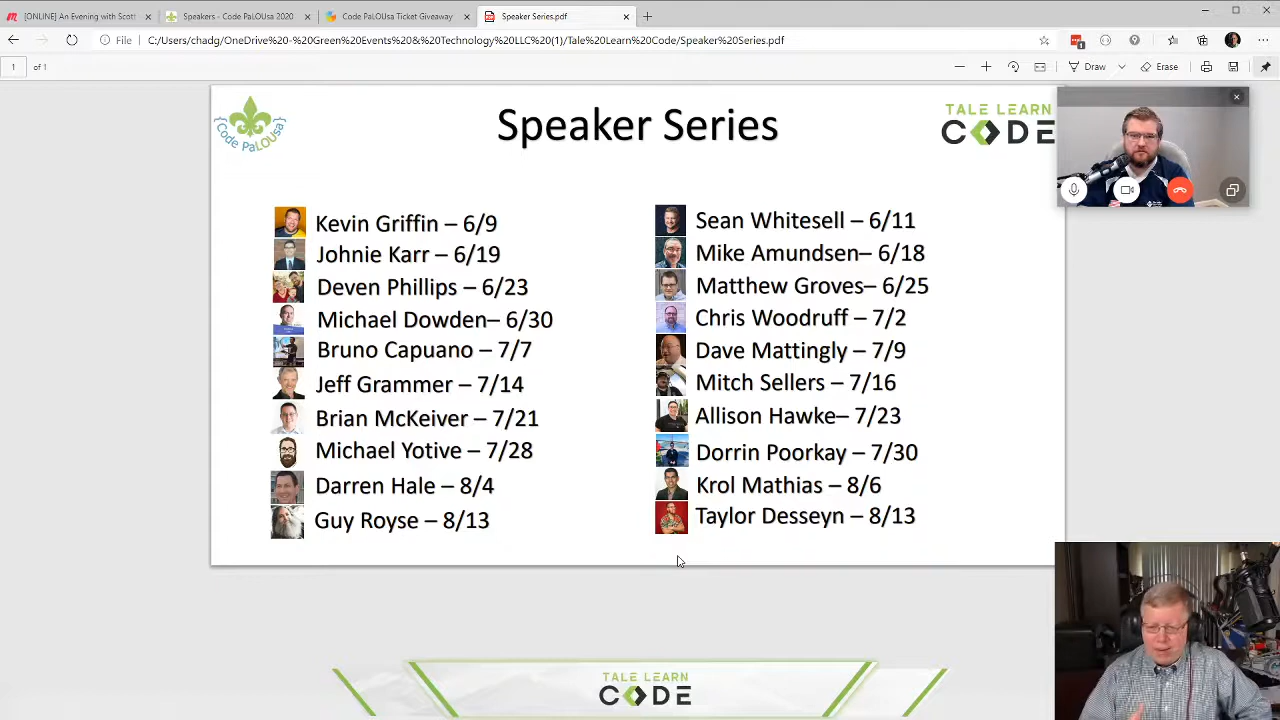 [ONLINE] An Evening with Scott
Speakers - Code PaLOUsa 2020
Code PaLOUsa Ticket Giveaway
Speaker Series.pdf
File
C:/Users/chadg/OneDrive%20-%20Green%20Events%20&%20Technology%20LLC%20(1)/Tale%20Learn%20Code/Speaker%20Series.pdf
1
of 1
Draw
Erase
{Code PaLOUsa}
Speaker Series
TALE LEARN
CODE
Kevin Griffin – 6/9
Johnie Karr – 6/19
Deven Phillips – 6/23
Michael Dowden– 6/30
Bruno Capuano – 7/7
Jeff Grammer – 7/14
Brian McKeiver – 7/21
Michael Yotive – 7/28
Darren Hale – 8/4
Guy Royse – 8/13
Sean Whitesell – 6/11
Mike Amundsen– 6/18
Matthew Groves– 6/25
Chris Woodruff – 7/2
Dave Mattingly – 7/9
Mitch Sellers – 7/16
Allison Hawke– 7/23
Dorrin Poorkay – 7/30
Krol Mathias – 8/6
Taylor Desseyn – 8/13
TALE LEARN
CODE